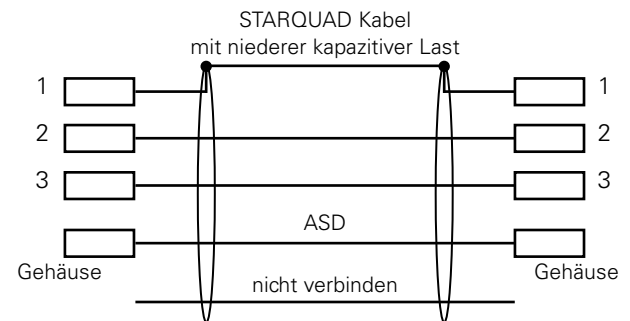 STARQUAD Kabel
mit niederer kapazitiver Last
1 1
2 2
3 3
ASD
Gehäuse Gehäuse
nicht verbinden